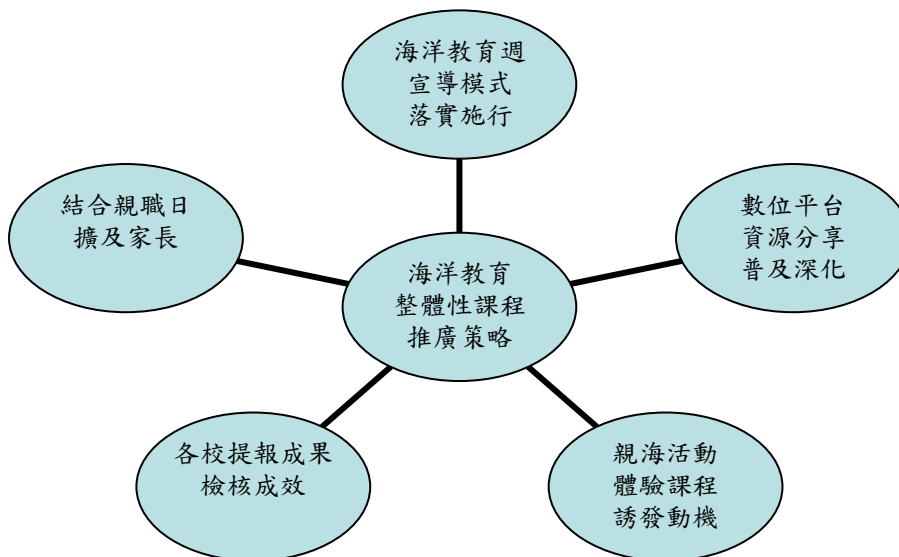 海洋教育週
宣導模式
落實施行
結合親職日
擴及家長
數位平台
資源分享
普及深化
海洋教育
整體性課程
推廣策略
各校提報成果
檢核成效
親海活動
體驗課程
誘發動機